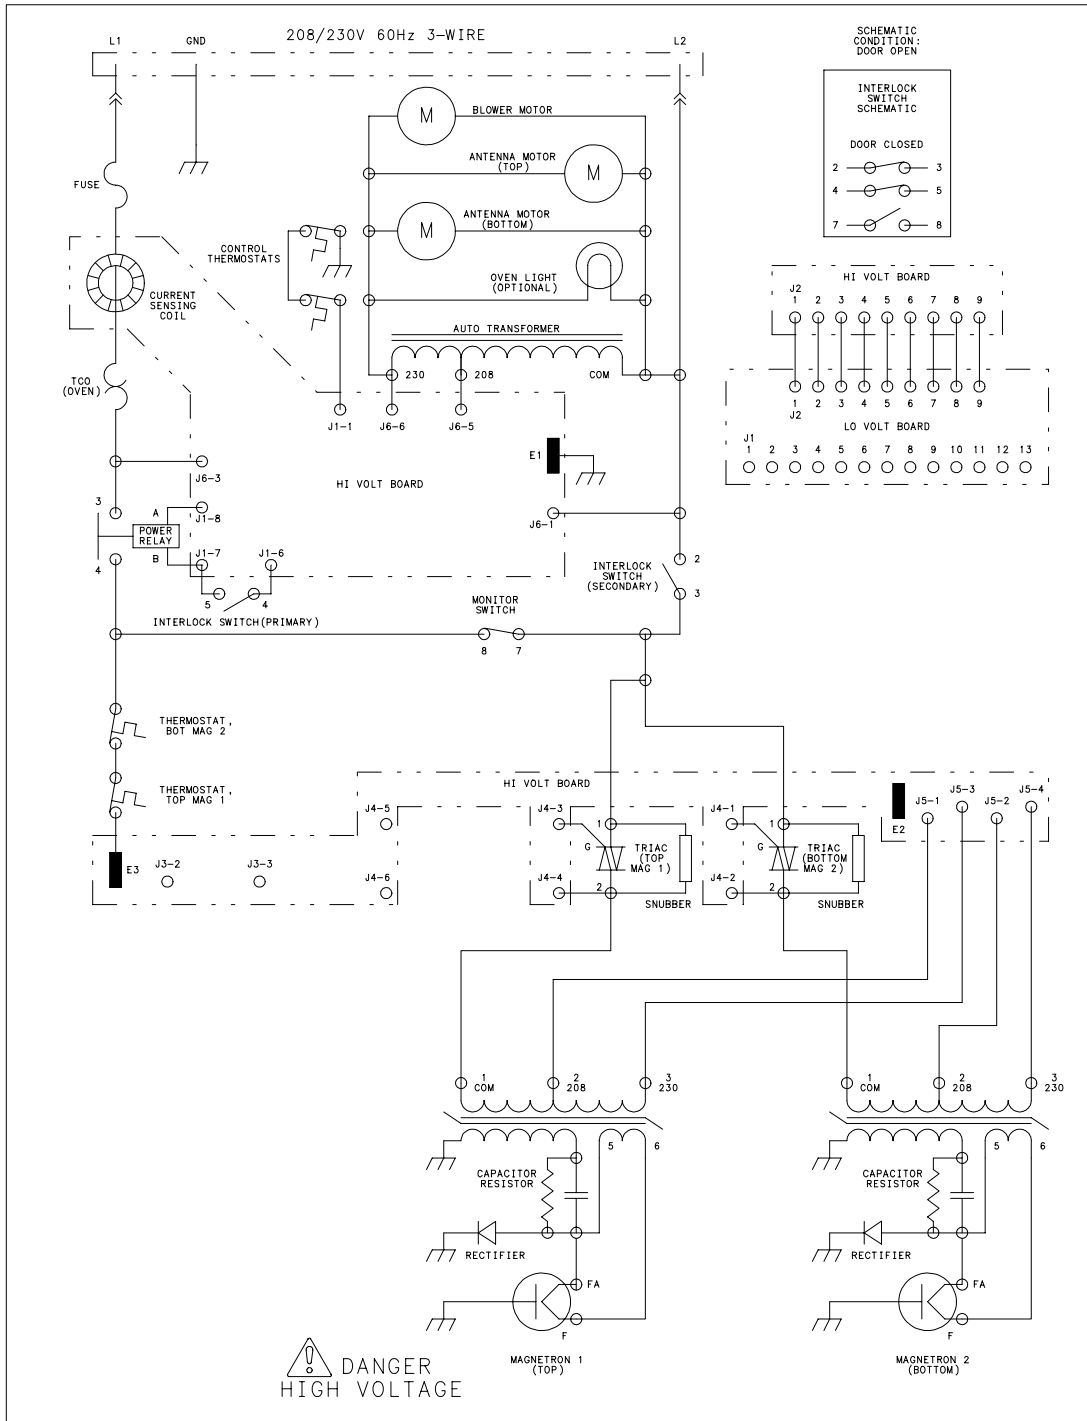 208/230V 60Hz 3-WIRE
L1
GND
L2
SCHEMATIC
CONDITION:
DOOR OPEN
INTERLOCK
SWITCH
SCHEMATIC
DOOR CLOSED
2 3
4 5
7 8
M
BLOWER MOTOR
ANTENNA MOTOR
(TOP)
M
M
ANTENNA MOTOR
(BOTTOM)
FUSE
CONTROL
THERMOSTATS
OVEN LIGHT
(OPTIONAL)
CURRENT
SENSING
COIL
AUTO TRANSFORMER
230
208
COM
TCO
(OVEN)
J1-1
J6-6
J6-5
HI VOLT BOARD
J2
1 2 3 4 5 6 7 8 9
1 2 3 4 5 6 7 8 9
J2
LO VOLT BOARD
J1
1 2 3 4 5 6 7 8 9 10 11 12 13
E1
J6-3
HI VOLT BOARD
3
A
J1-8
J6-1
POWER
RELAY
4
B
J1-7
J1-6
5
4
INTERLOCK SWITCH(PRIMARY)
INTERLOCK
SWITCH
(SECONDARY)
2
3
MONITOR
SWITCH
8
7
THERMOSTAT,
BOT MAG 2
THERMOSTAT,
TOP MAG 1
HI VOLT BOARD
E3
J3-2
J3-3
J4-5
J4-6
J4-3
J4-4
1
G
2
TRIAC
(TOP
MAG 1)
SNUBBER
J4-1
J4-2
1
G
2
TRIAC
(BOTTOM
MAG 2)
SNUBBER
E2
J5-1
J5-3
J5-2
J5-4
1
COM
2
208
3
230
5
6
CAPACITOR
RESISTOR
RECTIFIER
FA
F
MAGNETRON 1
(TOP)
1
COM
2
208
3
230
5
6
CAPACITOR
RESISTOR
RECTIFIER
FA
F
MAGNETRON 2
(BOTTOM)
! DANGER
HIGH VOLTAGE